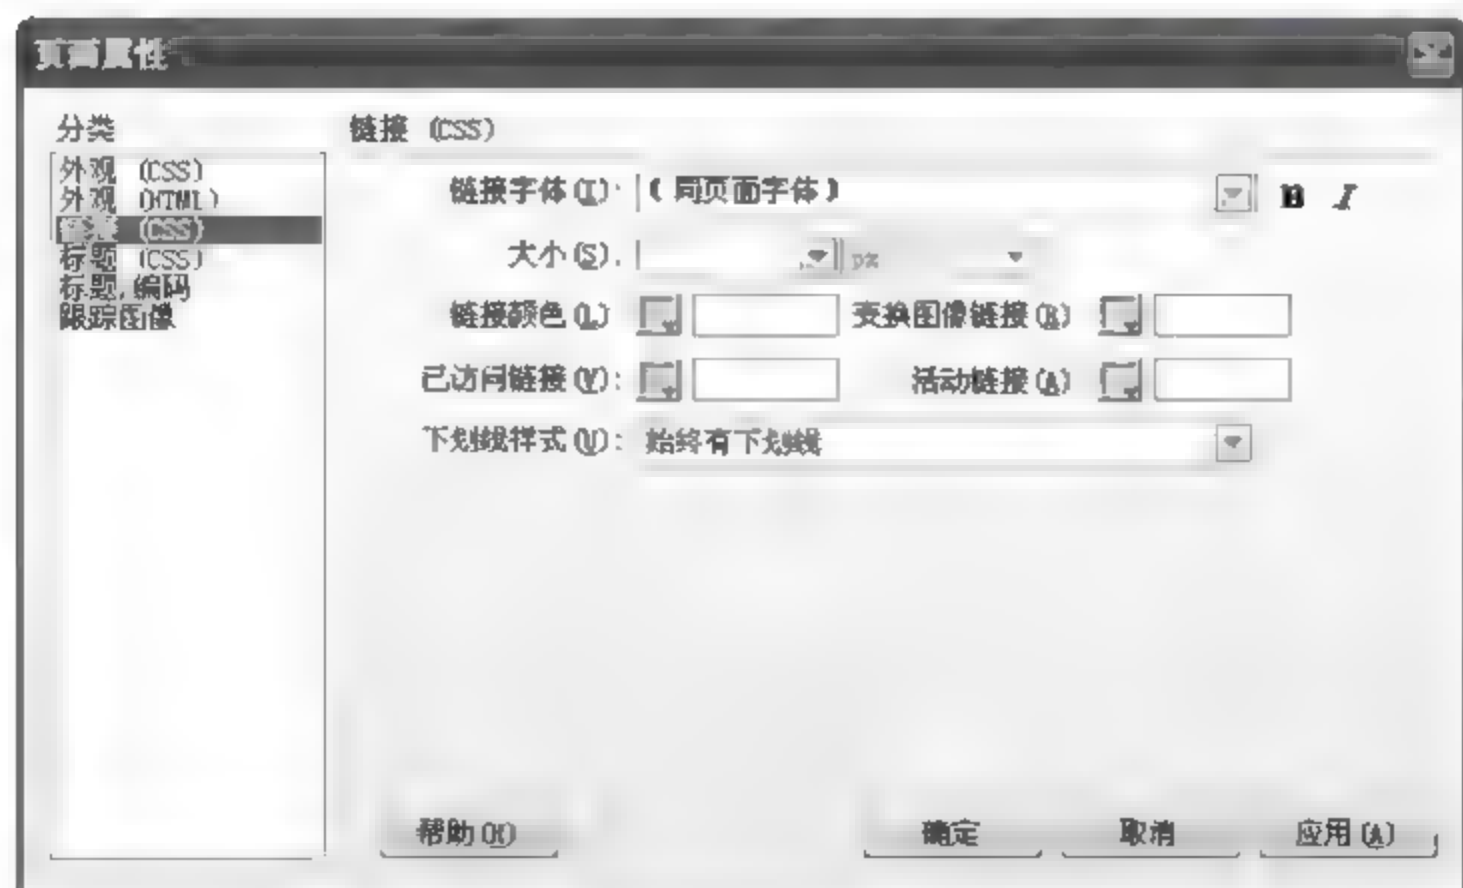 页面属性
分类
外观 (CSS)
外观 (HTML)
链接 (CSS)
标题 (CSS)
标题/编码
跟踪图像
链接 (CSS)
链接字体(I): (同页面字体) B I
大小(S): px
链接颜色(L) 变换图像链接(R)
已访问链接(V): 活动链接(A)
下划线样式(U): 始终有下划线
帮助(H) 确定 取消 应用(A)